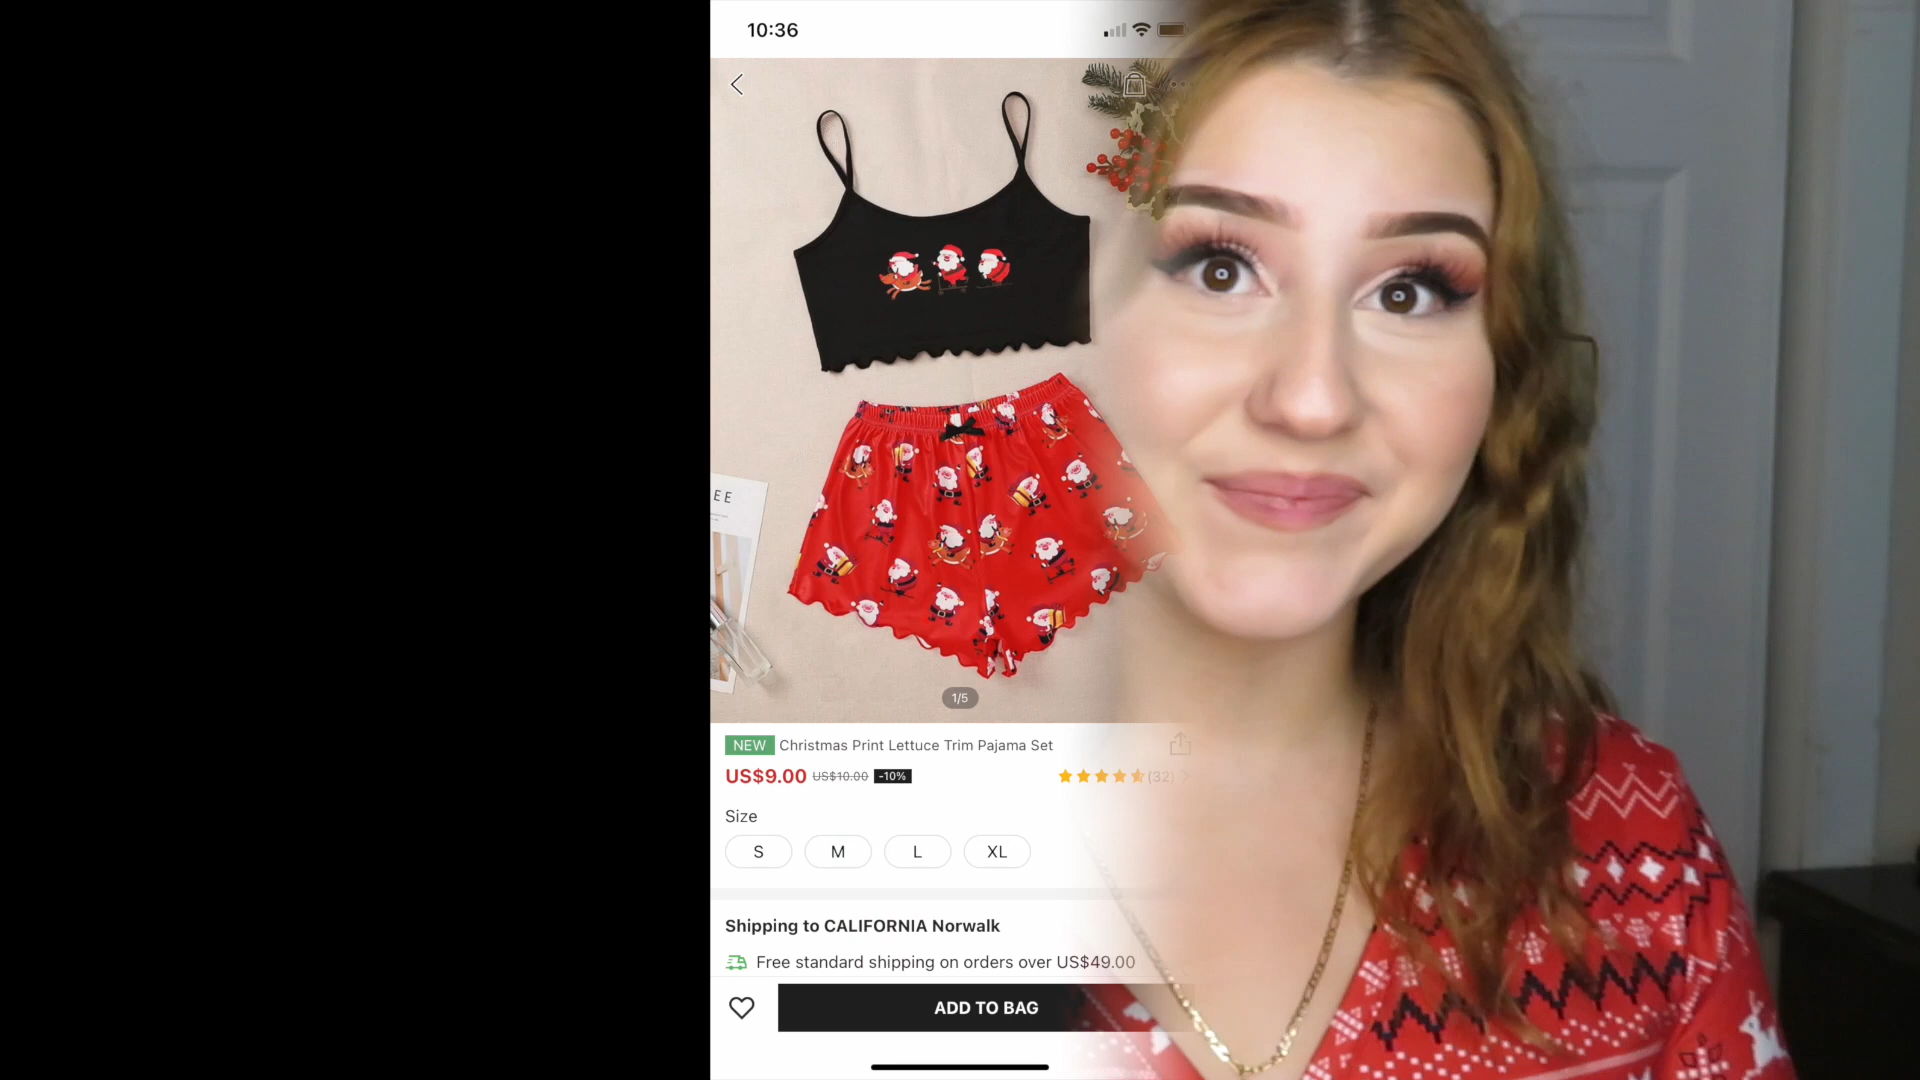 10:36
EE
1/5
NEW Christmas Print Lettuce Trim Pajama Set
US$9.00 US$10.00 -10% (32)
Size
S M L XL
Shipping to CALIFORNIA Norwalk
Free standard shipping on orders over US$49.00
ADD TO BAG